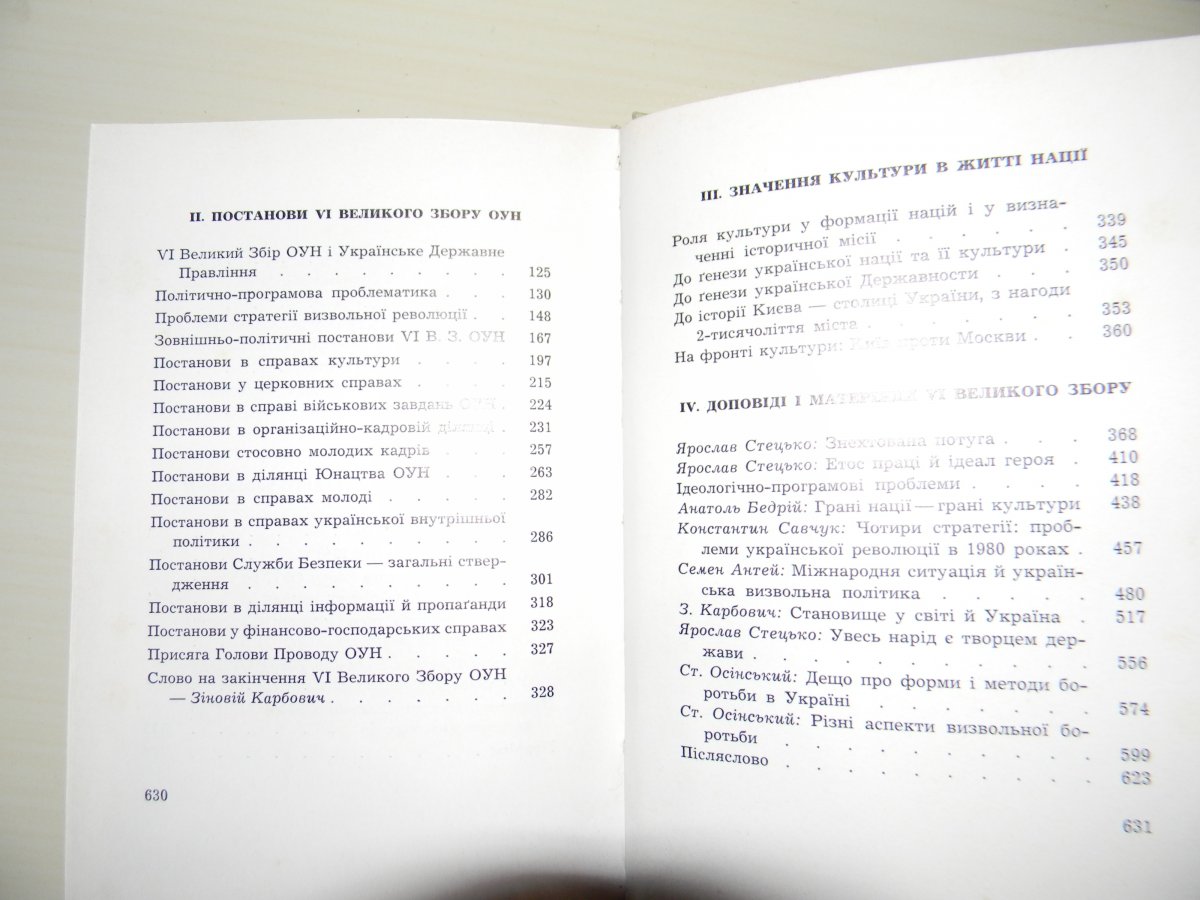 II. ПОСТАНОВИ VI ВЕЛИКОГО ЗБОРУ ОУН
VI Великий Збір ОУН і Українське Державне
Правління . . . . . . . . . 125
Політично-програмова проблематика . . . 130
Проблеми стратегії визвольної революції . . 148
Зовнішньо-політичні постанови VI В. З. ОУН 167
Постанови в справах культури . . . . 197
Постанови у церковних справах . . . . 215
Постанови в справі військових завдань ОУН . 224
Постанови в організаційно-кадровій ділянці . 231
Постанови стосовно молодих кадрів . . . 257
Постанови в ділянці Юнацтва ОУН . . . 263
Постанови в справах молоді . . . . . 282
Постанови в справах української внутрішньої
політики . . . . . . . . . . 286
Постанови Служби Безпеки — загальні ствер-
дження . . . . . . . . . . 301
Постанови в ділянці інформації й пропаґанди 318
Постанови у фінансово-господарських справах 323
Присяга Голови Проводу ОУН . . . . . 327
Слово на закінчення VI Великого Збору ОУН
— Зіновій Карбович . . . . . . . 328
630
III. ЗНАЧЕННЯ КУЛЬТУРИ В ЖИТТІ НАЦІЇ
Роля культури у формації націй і у визна-
ченні історичної місії . . . . . . 339
До ґенези української нації та її культури . 345
До ґенези української Державности . . . 350
До історії Києва — столиці України, з нагоди
2-тисячоліття міста . . . . . . . 353
На фронті культури: Київ проти Москви . . 360
IV. ДОПОВІДІ І МАТЕРІЯЛИ VI ВЕЛИКОГО ЗБОРУ
Ярослав Стецько: Знехтована потуга . . . 368
Ярослав Стецько: Етос праці й ідеал героя . 410
Ідеологічно-програмові проблеми . . . . 418
Анатоль Бедрій: Грані нації — грані культури 438
Константин Савчук: Чотири стратегії: проб-
леми української революції в 1980 роках . 457
Семен Антей: Міжнародня ситуація й україн-
ська визвольна політика . . . . . 480
З. Карбович: Становище у світі й Україна . 517
Ярослав Стецько: Увесь нарід є творцем дер-
жави . . . . . . . . . . . 556
Ст. Осінський: Дещо про форми і методи бо-
ротьби в Україні . . . . . . . 574
Ст. Осінський: Різні аспекти визвольної бо-
ротьби . . . . . . . . . . 599
Післяслово . . . . . . . . . . 623
631